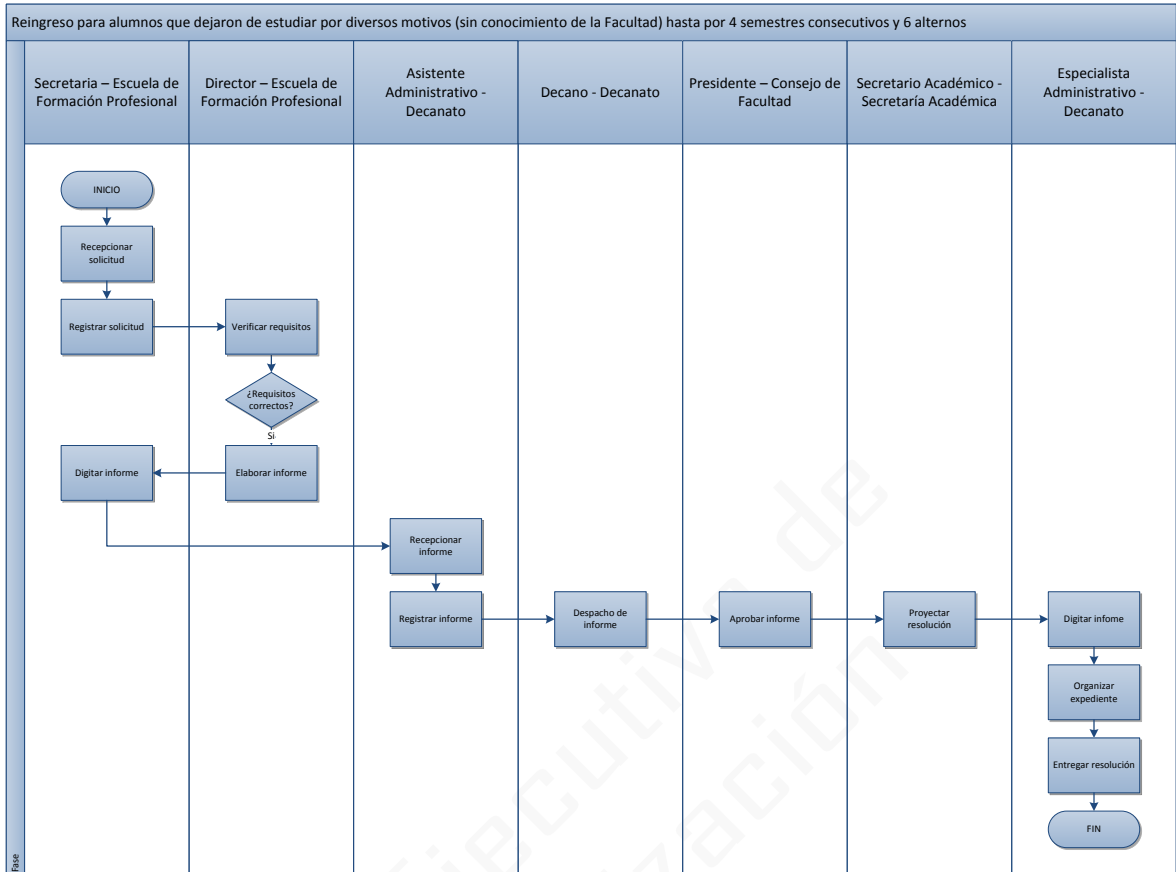 Reingreso para alumnos que dejaron de estudiar por diversos motivos (sin conocimiento de la Facultad) hasta por 4 semestres consecutivos y 6 alternos
Secretaria – Escuela de
Formación Profesional
Director – Escuela de
Formación Profesional
Asistente
Administrativo -
Decanato
Decano - Decanato
Presidente – Consejo de
Facultad
Secretario Académico -
Secretaría Académica
Especialista
Administrativo -
Decanato
INICIO
Recepcionar
solicitud
Registrar solicitud
Verificar requisitos
¿Requisitos
correctos?
Si
Digitar informe
Elaborar informe
Recepcionar
informe
Registrar informe
Despacho de
informe
Aprobar informe
Proyectar
resolución
Digitar infome
Organizar
expediente
Entregar resolución
FIN
Fase